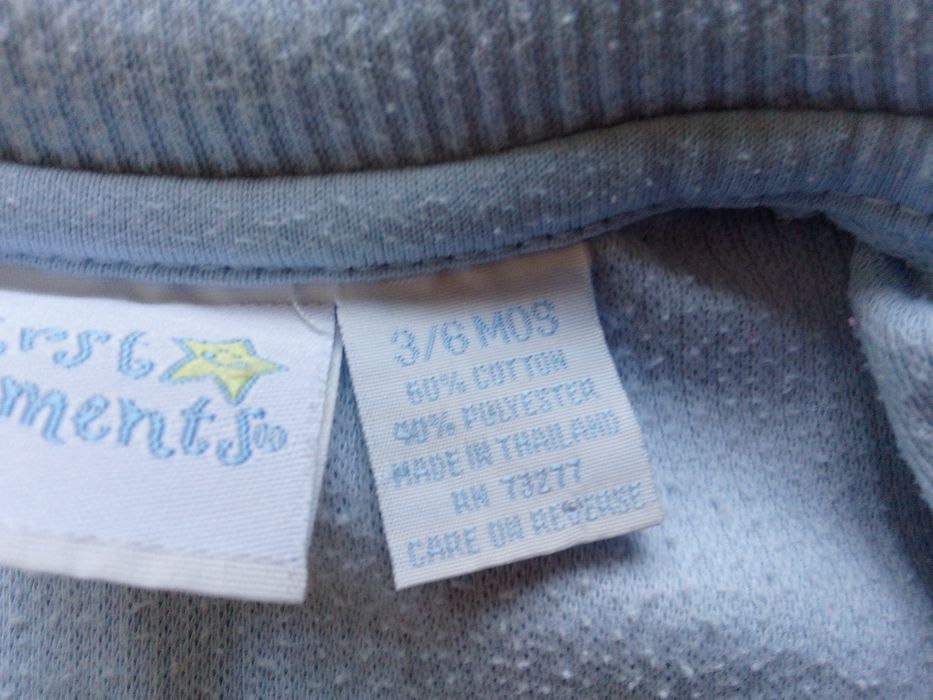 rst
ments
3/6 MOS
60% COTTON
40% POLYESTER
MADE IN THAILAND
RN 73277
CARE ON REVERSE